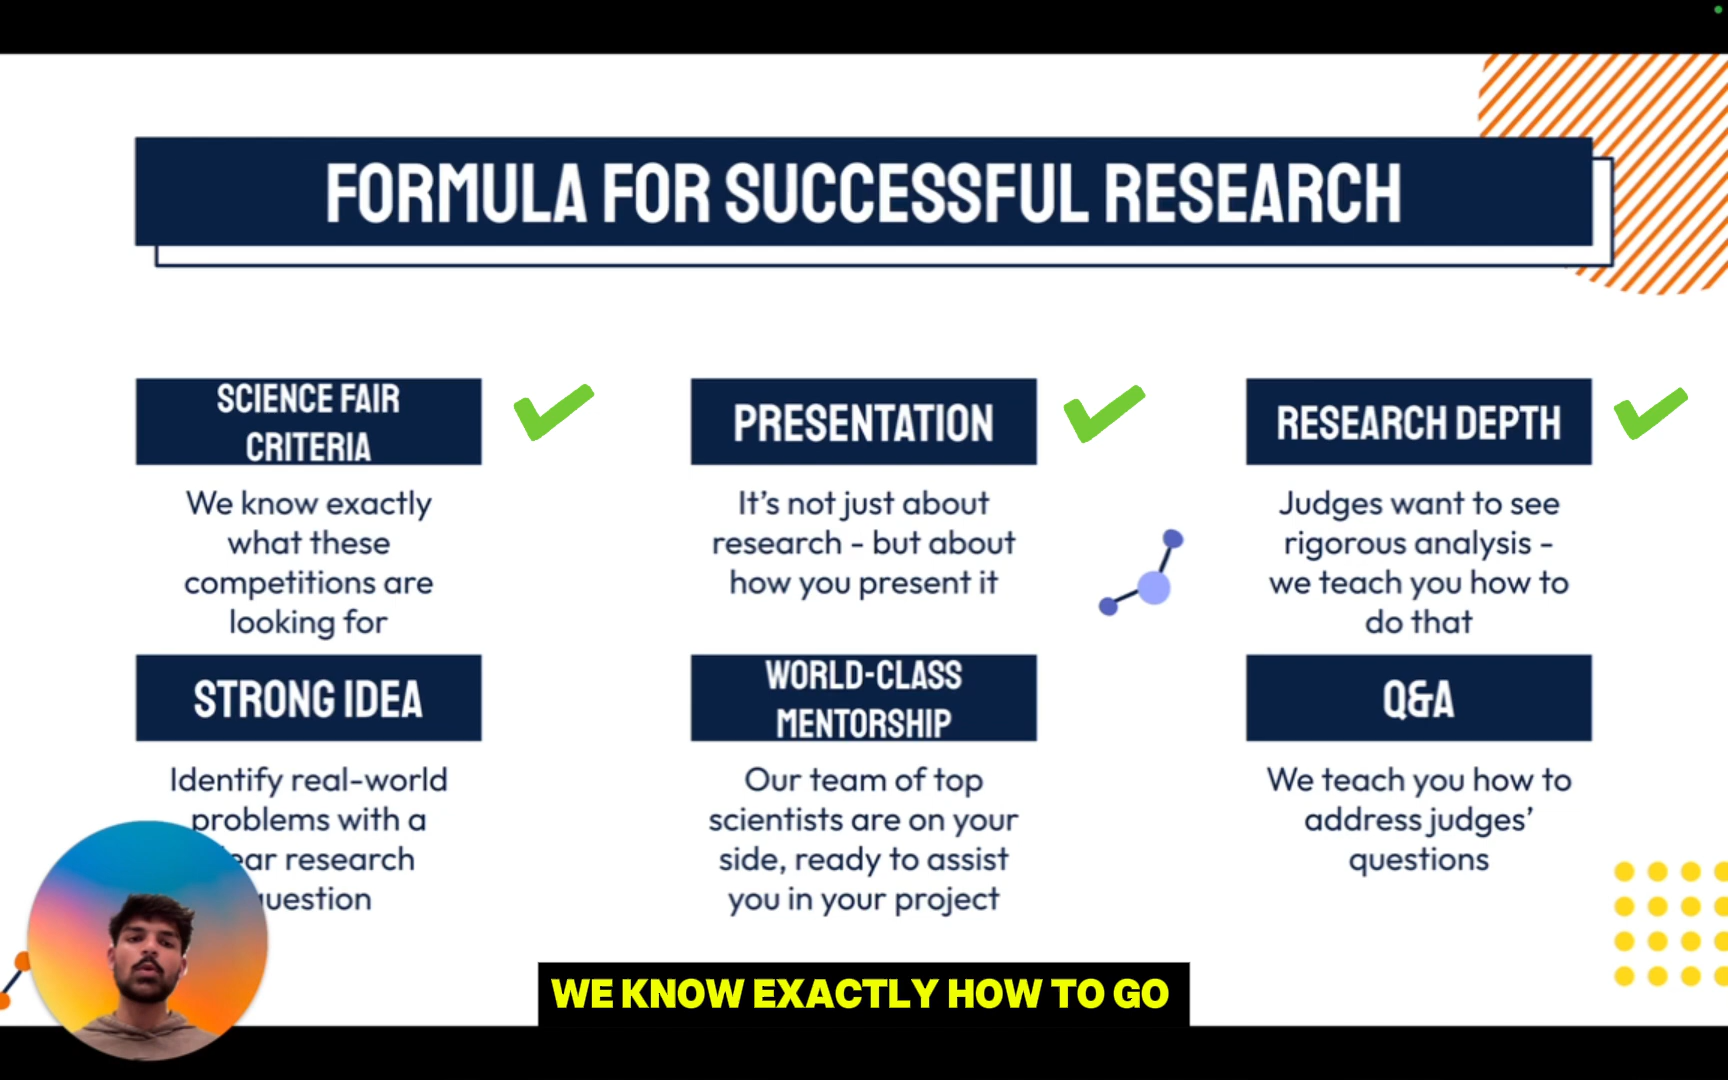 FORMULA FOR SUCCESSFUL RESEARCH
SCIENCE FAIR
CRITERIA
We know exactly
what these
competitions are
looking for
PRESENTATION
It's not just about
research - but about
how you present it
RESEARCH DEPTH
Judges want to see
rigorous analysis -
we teach you how to
do that
STRONG IDEA
Identify real-world
problems with a
research
WORLD-CLASS
MENTORSHIP
Our team of top
scientists are on your
side, ready to assist
you in your project
Q&A
We teach you how to
address judges'
questions
WE KNOW EXACTLY HOW TO GO